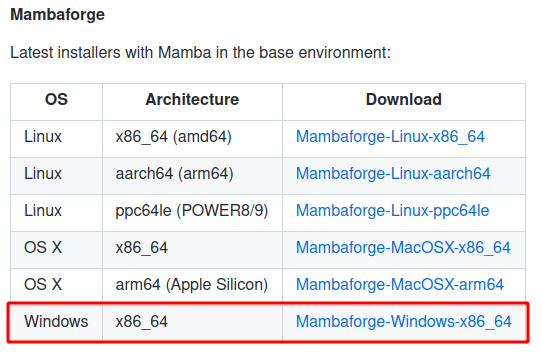 Mambaforge
Latest installers with Mamba in the base environment:
OS Architecture Download
Linux x86_64 (amd64) Mambaforge-Linux-x86_64
Linux aarch64 (arm64) Mambaforge-Linux-aarch64
Linux ppc64le (POWER8/9) Mambaforge-Linux-ppc64le
OS X x86_64 Mambaforge-MacOSX-x86_64
OS X arm64 (Apple Silicon) Mambaforge-MacOSX-arm64
Windows x86_64 Mambaforge-Windows-x86_64